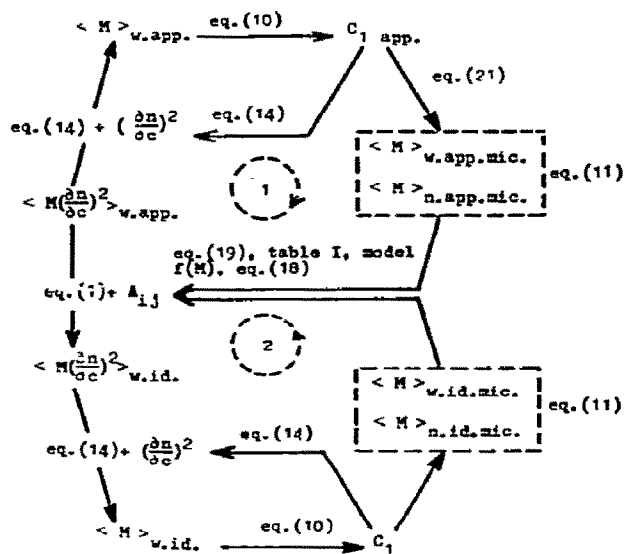 < M >w.app. eq.(10) C1 app.
eq.(21)
eq.(14)
eq.(14) + (∂n/∂c)2
< M >w.app.mic.
< M >n.app.mic.
eq.(11)
1
< M(∂n/∂c)2 >w.app.
eq.(19), table I, model
f(M), eq.(18)
+ Aij
2
< M(∂n/∂c)2 >w.id.
< M >w.id.mic.
< M >n.id.mic.
eq.(11)
eq.(14)
eq.(14)+ (∂n/∂c)2
< M >w.id. eq.(10) C1